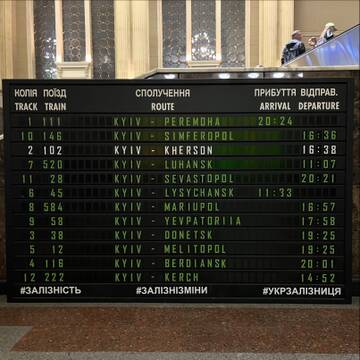 КОЛІЯ ПОЇЗД СПОЛУЧЕННЯ ПРИБУТТЯ ВІДПРАВ.
TRACK TRAIN ROUTE ARRIVAL DEPARTURE
1 111 KYIV - PEREMOHA 20:24
10 146 KYIV - SIMFEROPOL 16:36
2 102 KYIV - KHERSON 16:38
7 520 KYIV - LUHANSK 11:07
11 28 KYIV - SEVASTOPOL 20:21
6 45 KYIV - LYSYCHANSK 11:33
8 584 KYIV - MARIUPOL 16:57
9 58 KYIV - YEVPATORIIA 17:58
3 38 KYIV - DONETSK 19:25
5 12 KYIV - MELITOPOL 19:25
4 116 KYIV - BERDIANSK 20:01
12 222 KYIV - KERCH 14:52
#ЗАЛІЗНІСТЬ #ЗАЛІЗНІЗМІНИ #УКРЗАЛІЗНИЦЯ